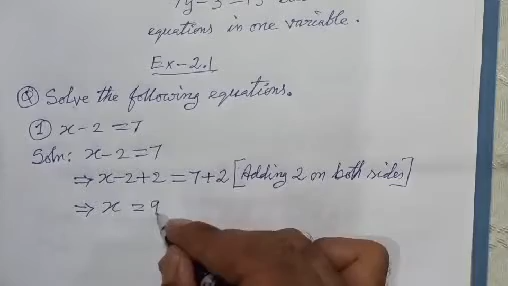 equations in one variable.
Ex-2.1
Q Solve the following equations.
① x-2=7
Soln: x-2=7
⇒ x-2+2=7+2 [Adding 2 on both sides]
⇒ x=9